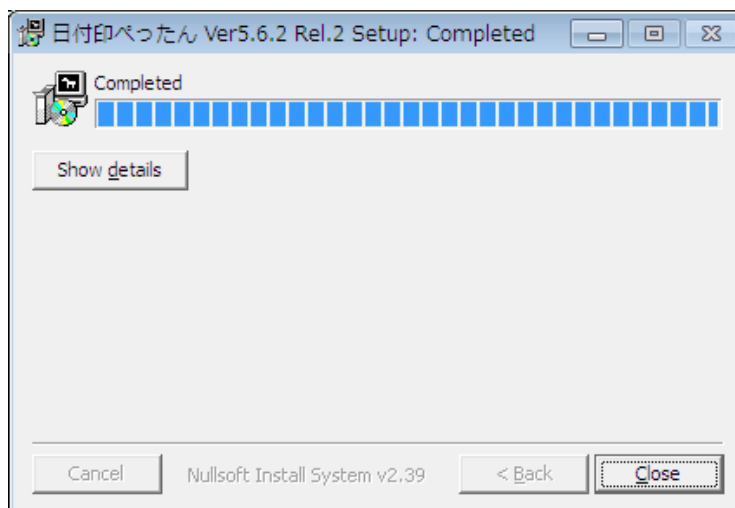 日付印ぺったん Ver5.6.2 Rel.2 Setup: Completed
Completed
Show details
Cancel
Nullsoft Install System v2.39
< Back
Close